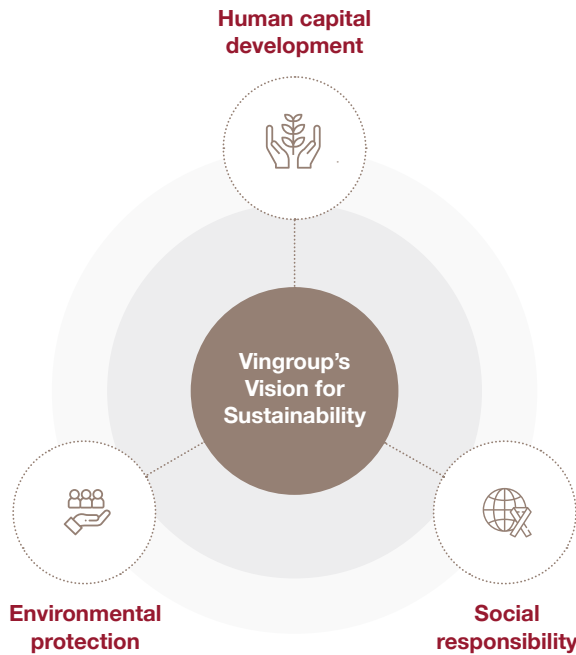 Human capital
development
Vingroup's
Vision for
Sustainability
Environmental
protection
Social
responsibility